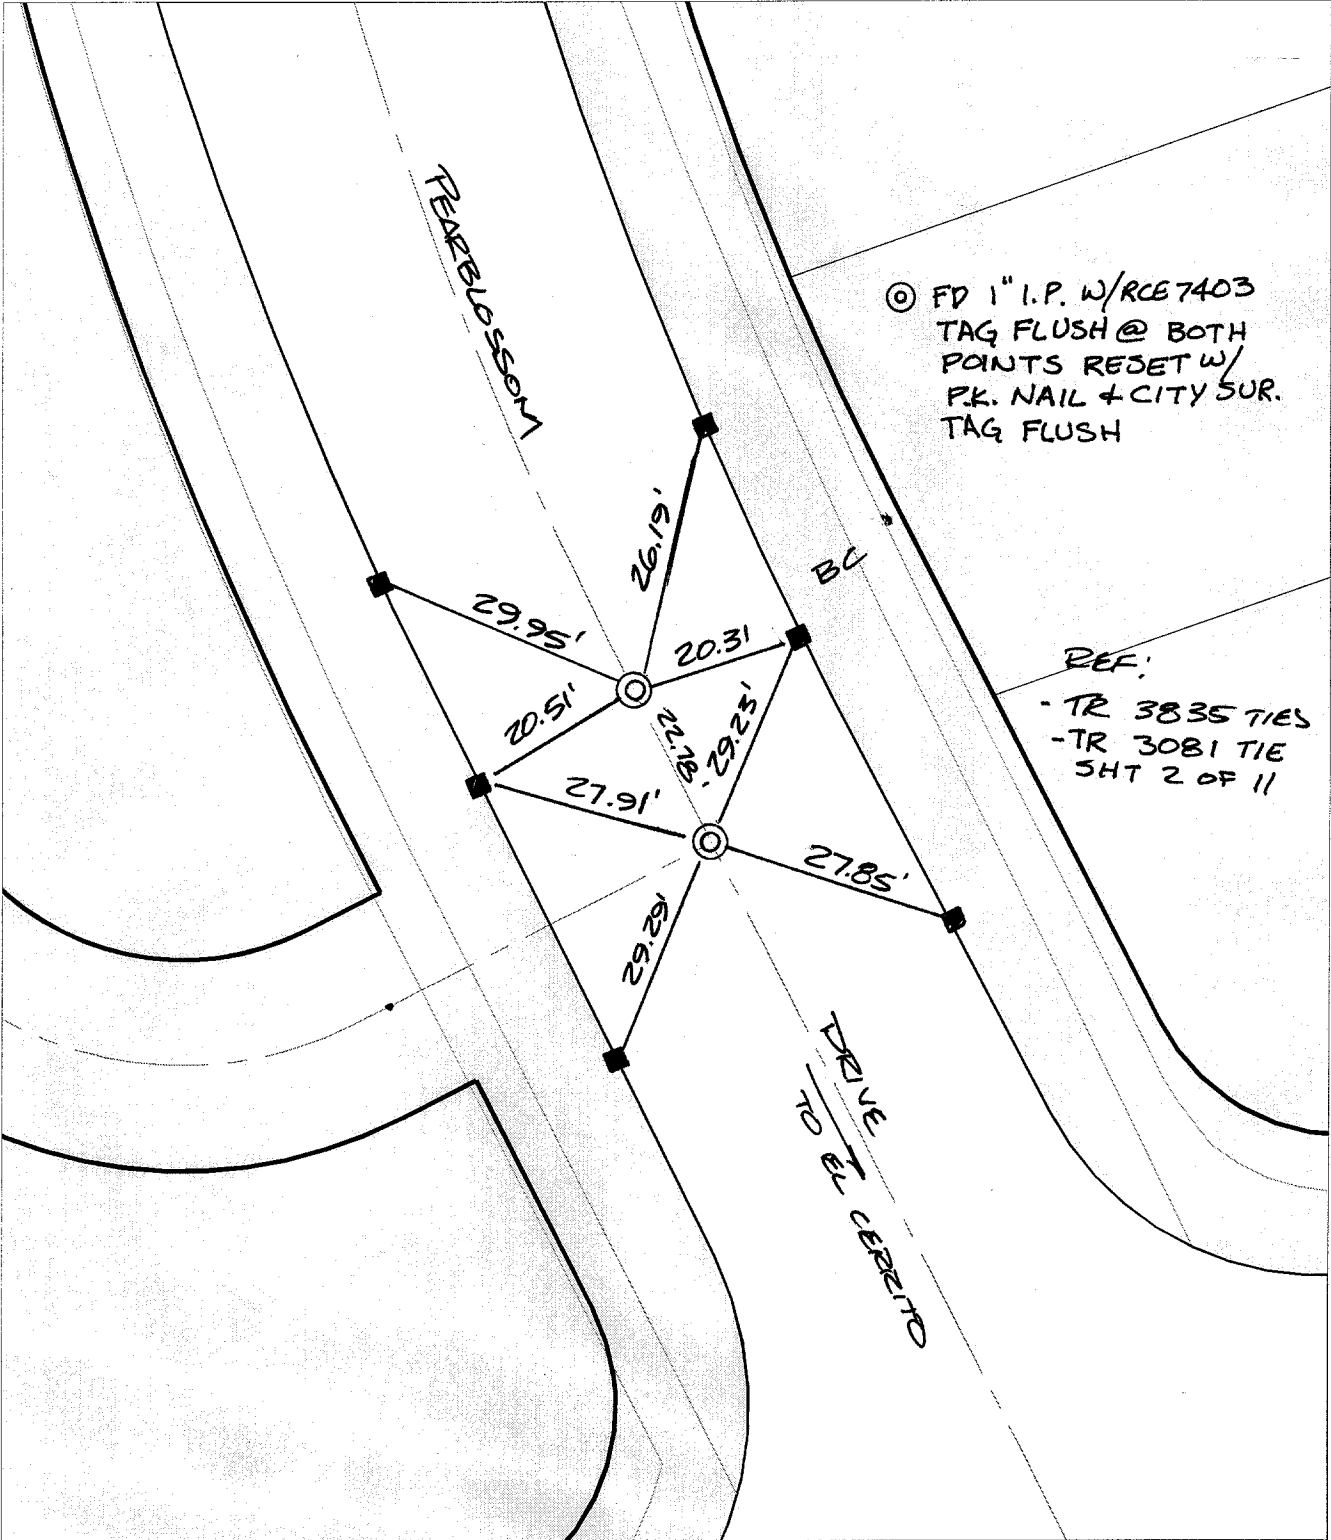 PEARBLOSSOM
◎ FD 1" I.P. W/RCE 7403
TAG FLUSH @ BOTH
POINTS RESET W/
P.K. NAIL & CITY SUR.
TAG FLUSH
26.19'
BC
29.95'
20.31
REF:
- TR 3835 TIES
- TR 3081 TIE
SHT 2 OF 11
20.51'
22.78
29.23'
27.91'
27.85'
29.29'
DRIVE
TO EL CERRITO